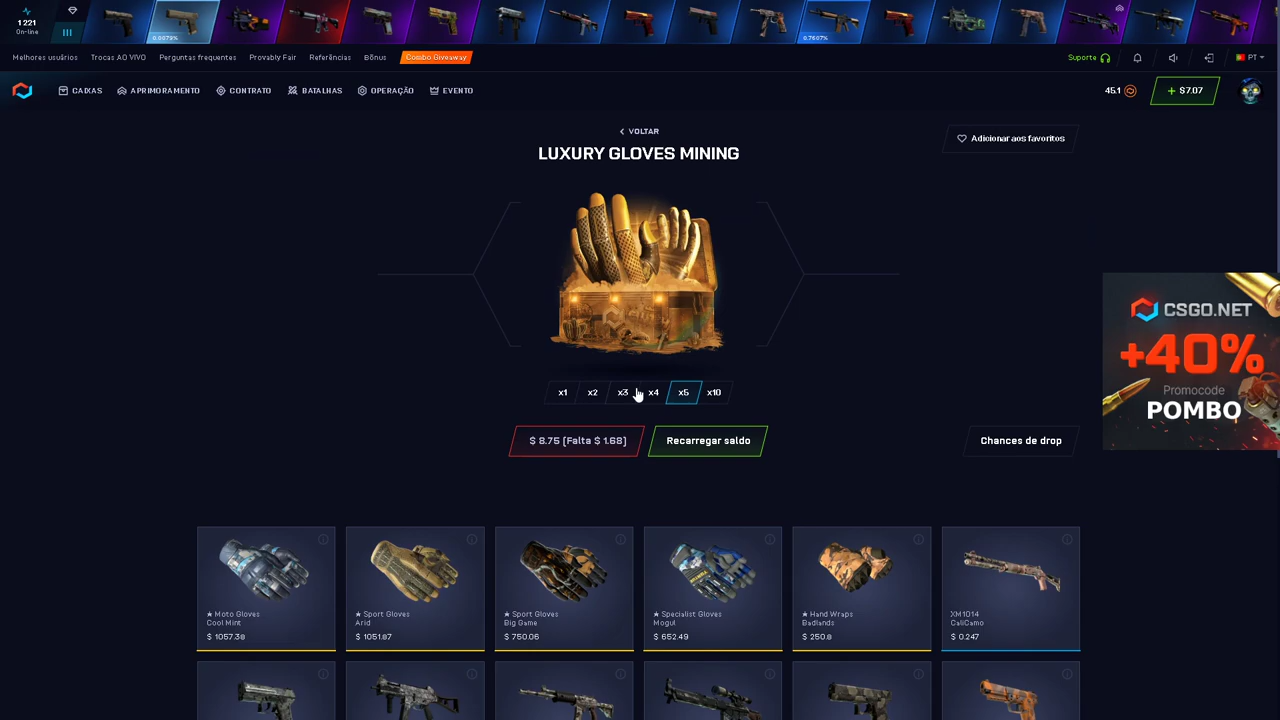 1 221
On-line
0.0079%
0.7607%
Melhores usuários
Trocas AO VIVO
Perguntas frequentes
Provably Fair
Referências
Bônus
Combo Giveaway
Suporte
PT
CAIXAS
APRIMORAMENTO
CONTRATO
BATALHAS
OPERAÇÃO
EVENTO
45.1
+ $7.07
VOLTAR
LUXURY GLOVES MINING
Adicionar aos favoritos
x1 x2 x3 x4 x5 x10
$ 8.75 (Falta $ 1.68)
Recarregar saldo
Chances de drop
CSGO.NET
+40%
Promocode
POMBO
★ Moto Gloves
Cool Mint
$ 1057.38
★ Sport Gloves
Arid
$ 1051.87
★ Sport Gloves
Big Game
$ 750.06
★ Specialist Gloves
Mogul
$ 652.49
★ Hand Wraps
Badlands
$ 250.8
XM1014
CaliCamo
$ 0.247